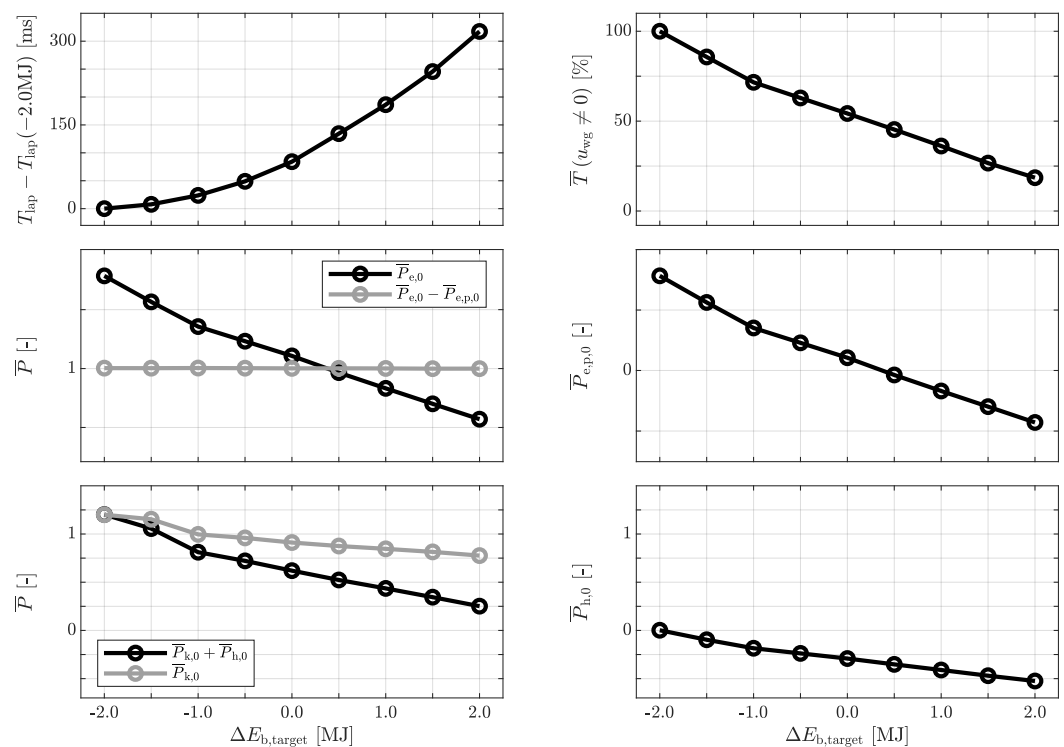 T_lap − T_lap(−2.0MJ) [ms]
300
150
0
T̅(u_wg ≠ 0) [%]
100
50
0
P̅ [-]
1
P̅_e,0
P̅_e,0 − P̅_e,p,0
P̅_e,p,0 [-]
0
P̅ [-]
1
0
P̅_k,0 + P̅_h,0
P̅_k,0
-2.0 -1.0 0.0 1.0 2.0
ΔE_b,target [MJ]
P̅_h,0 [-]
1
0
-2.0 -1.0 0.0 1.0 2.0
ΔE_b,target [MJ]